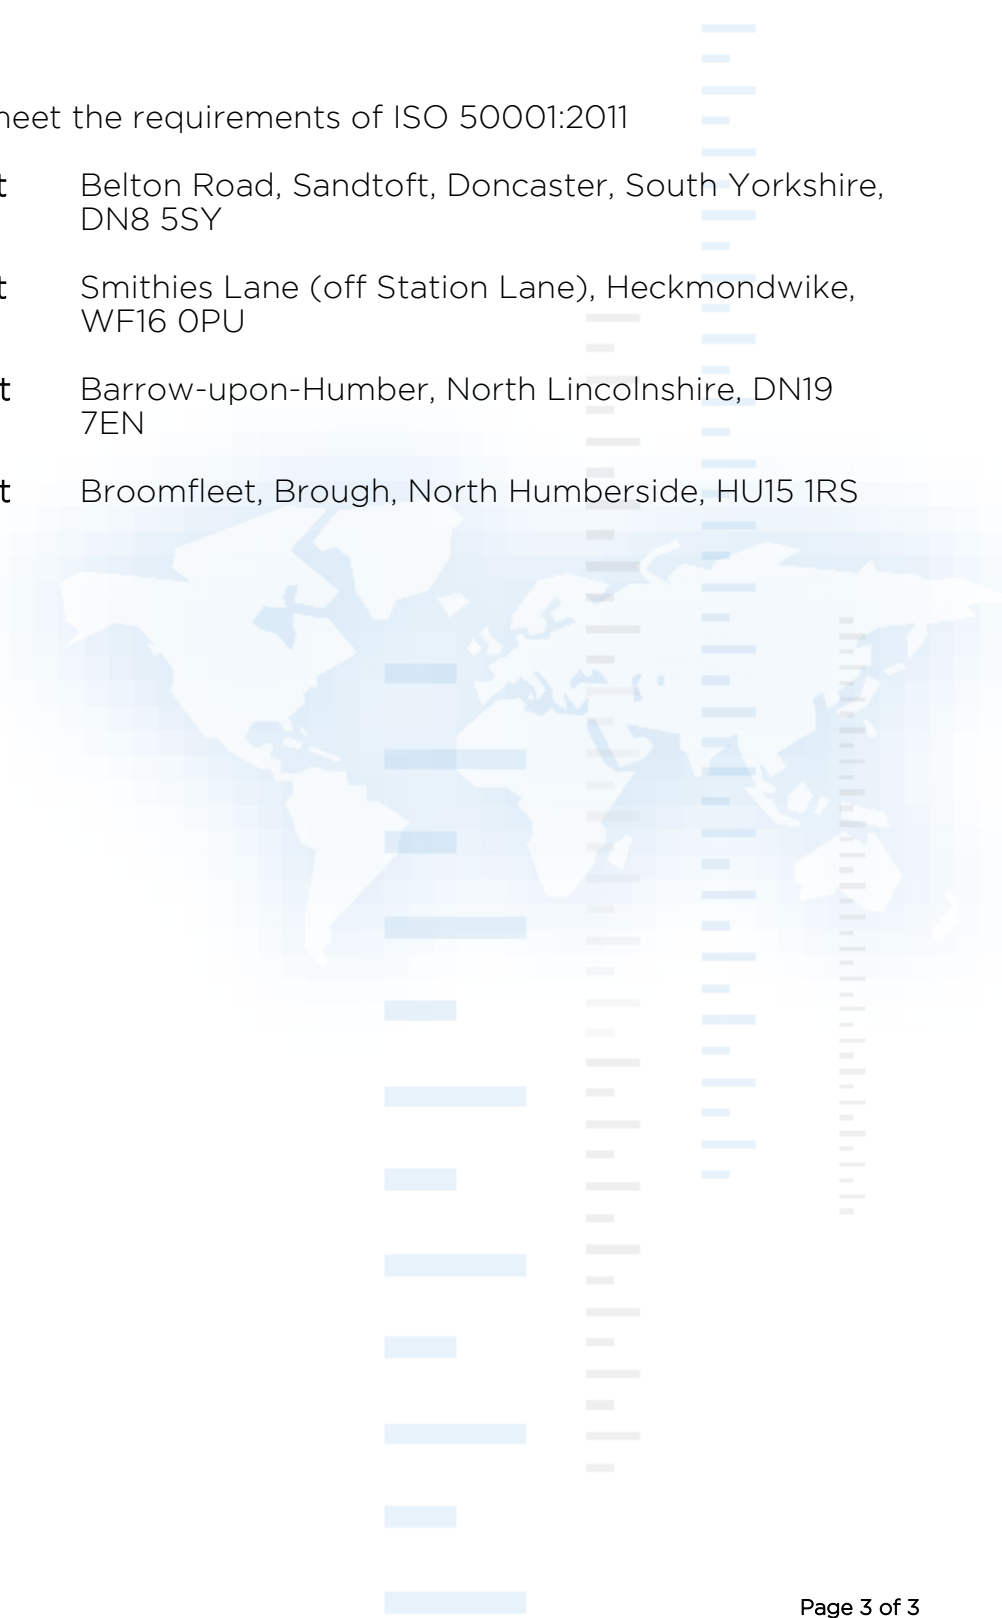 meet the requirements of ISO 50001:2011
t Belton Road, Sandtoft, Doncaster, South Yorkshire,
DN8 5SY
t Smithies Lane (off Station Lane), Heckmondwike,
WF16 0PU
t Barrow-upon-Humber, North Lincolnshire, DN19
7EN
t Broomfleet, Brough, North Humberside, HU15 1RS
Page 3 of 3